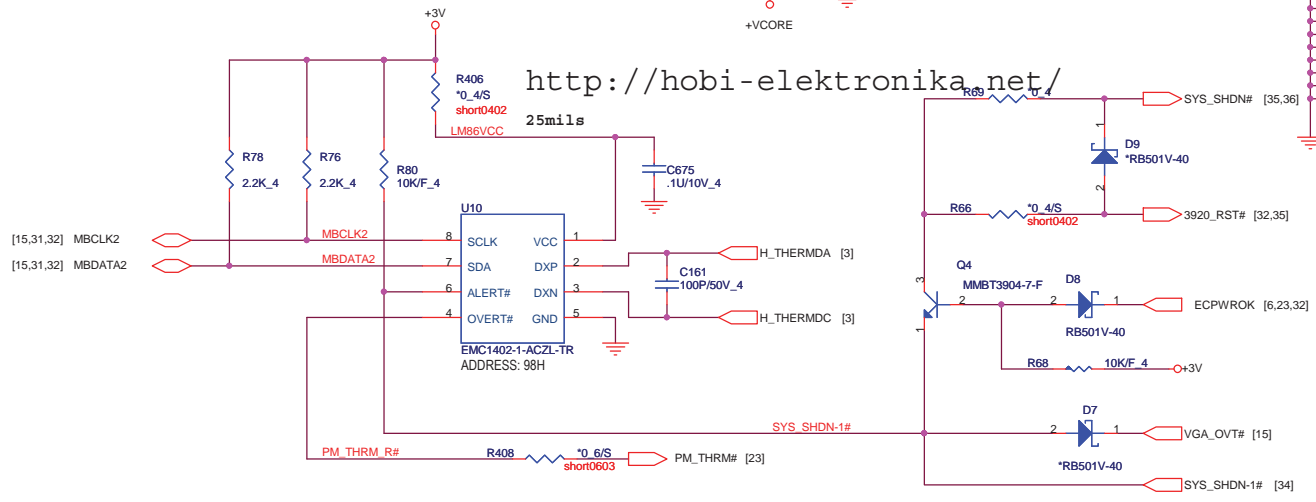 +3V
+VCORE
http://hobi-elektronika.net/
R406
*0_4/S
short0402
25mils
LM86VCC
R69
0_4
SYS_SHDN# [35,36]
1
D9
*RB501V-40
2
R78
2.2K_4
R76
2.2K_4
R80
10K/F_4
C675
.1U/10V_4
R66
*0_4/S
short0402
3920_RST# [32,35]
U10
[15,31,32] MBCLK2
MBCLK2
8 SCLK
VCC 1
[15,31,32] MBDATA2
MBDATA2
7 SDA
DXP 2
H_THERMDA [3]
C161
100P/50V_4
6 ALERT#
DXN 3
4 OVERT#
GND 5
H_THERMDC [3]
EMC1402-1-ACZL-TR
ADDRESS: 98H
Q4
MMBT3904-7-F
3
2
1
D8
2
1
RB501V-40
ECPWROK [6,23,32]
R68
10K/F_4
+3V
SYS_SHDN-1#
D7
2
1
*RB501V-40
VGA_OVT# [15]
PM_THRM_R#
R408
*0_6/S
short0603
PM_THRM# [23]
SYS_SHDN-1# [34]